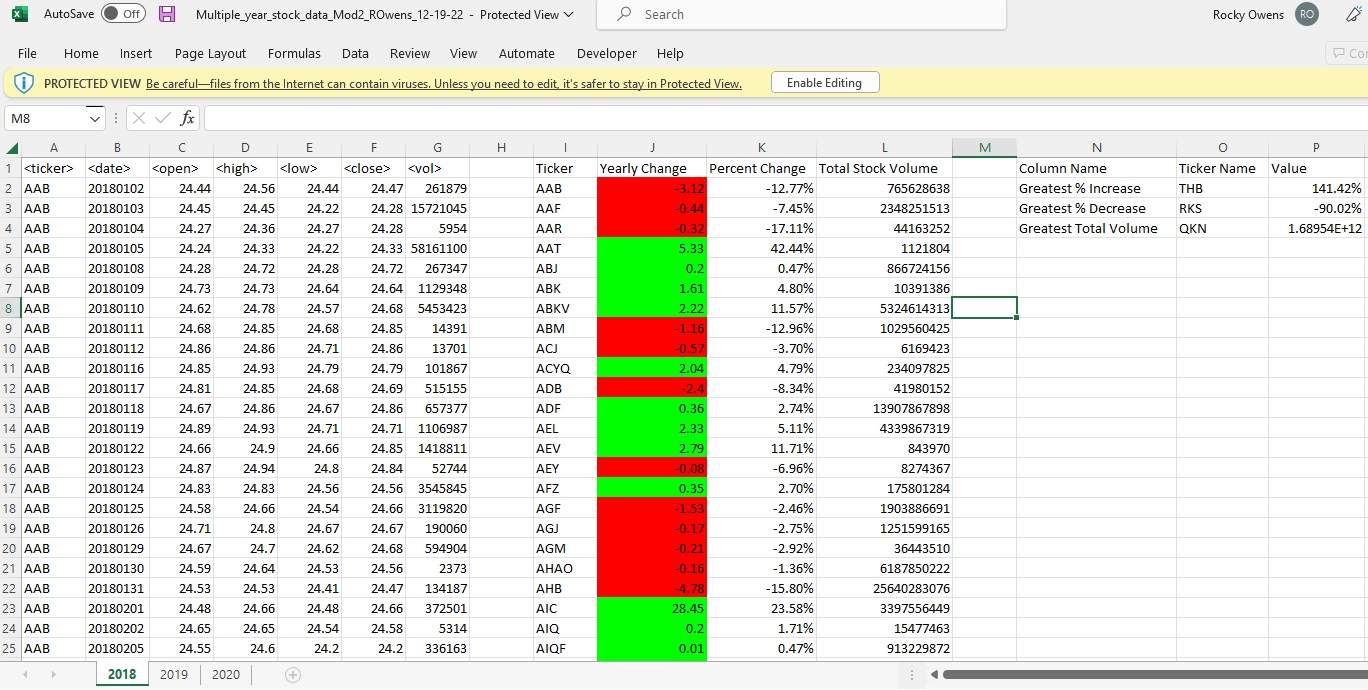 AutoSave Off Multiple_year_stock_data_Mod2_ROwens_12-19-22 - Protected View Search Rocky Owens RO
File Home Insert Page Layout Formulas Data Review View Automate Developer Help
PROTECTED VIEW Be careful—files from the Internet can contain viruses. Unless you need to edit, it's safer to stay in Protected View. Enable Editing
M8 fx
A B C D E F G H I J K L M N O P
1 <ticker> <date> <open> <high> <low> <close> <vol> Ticker Yearly Change Percent Change Total Stock Volume Column Name Ticker Name Value
2 AAB 20180102 24.44 24.56 24.44 24.47 261879 AAB -3.12 -12.77% 765628638 Greatest % Increase THB 141.42%
3 AAB 20180103 24.45 24.45 24.22 24.28 15721045 AAF -0.44 -7.45% 2348251513 Greatest % Decrease RKS -90.02%
4 AAB 20180104 24.27 24.36 24.27 24.28 5954 AAR -0.32 -17.11% 44163252 Greatest Total Volume QKN 1.68954E+12
5 AAB 20180105 24.24 24.33 24.22 24.33 58161100 AAT 5.33 42.44% 1121804
6 AAB 20180108 24.28 24.72 24.28 24.72 267347 ABJ 0.2 0.47% 866724156
7 AAB 20180109 24.73 24.73 24.64 24.64 1129348 ABK 1.61 4.80% 10391386
8 AAB 20180110 24.62 24.78 24.57 24.68 5453423 ABKV 2.22 11.57% 5324614313
9 AAB 20180111 24.68 24.85 24.68 24.85 14391 ABM -1.16 -12.96% 1029560425
10 AAB 20180112 24.86 24.86 24.71 24.86 13701 ACJ -0.57 -3.70% 6169423
11 AAB 20180116 24.85 24.93 24.79 24.79 101867 ACYQ 2.04 4.79% 234097825
12 AAB 20180117 24.81 24.85 24.68 24.69 515155 ADB -2.4 -8.34% 41980152
13 AAB 20180118 24.67 24.86 24.67 24.86 657377 ADF 0.36 2.74% 13907867898
14 AAB 20180119 24.89 24.93 24.71 24.71 1106987 AEL 2.33 5.11% 4339867319
15 AAB 20180122 24.66 24.9 24.66 24.85 1418811 AEV 2.79 11.71% 843970
16 AAB 20180123 24.87 24.94 24.8 24.84 52744 AEY -0.08 -6.96% 8274367
17 AAB 20180124 24.83 24.83 24.56 24.56 3545845 AFZ 0.35 2.70% 175801284
18 AAB 20180125 24.58 24.66 24.54 24.66 3119820 AGF -1.53 -2.46% 1903886691
19 AAB 20180126 24.71 24.8 24.67 24.67 190060 AGJ -0.17 -2.75% 1251599165
20 AAB 20180129 24.67 24.7 24.62 24.68 594904 AGM -0.21 -2.92% 36443510
21 AAB 20180130 24.59 24.64 24.53 24.56 2373 AHAO -0.16 -1.36% 6187850222
22 AAB 20180131 24.53 24.53 24.41 24.47 134187 AHB -4.78 -15.80% 25640283076
23 AAB 20180201 24.48 24.66 24.48 24.66 372501 AIC 28.45 23.58% 3397556449
24 AAB 20180202 24.65 24.65 24.54 24.58 5314 AIQ 0.2 1.71% 15477463
25 AAB 20180205 24.55 24.6 24.2 24.2 336163 AIQF 0.01 0.47% 913229872
2018 2019 2020